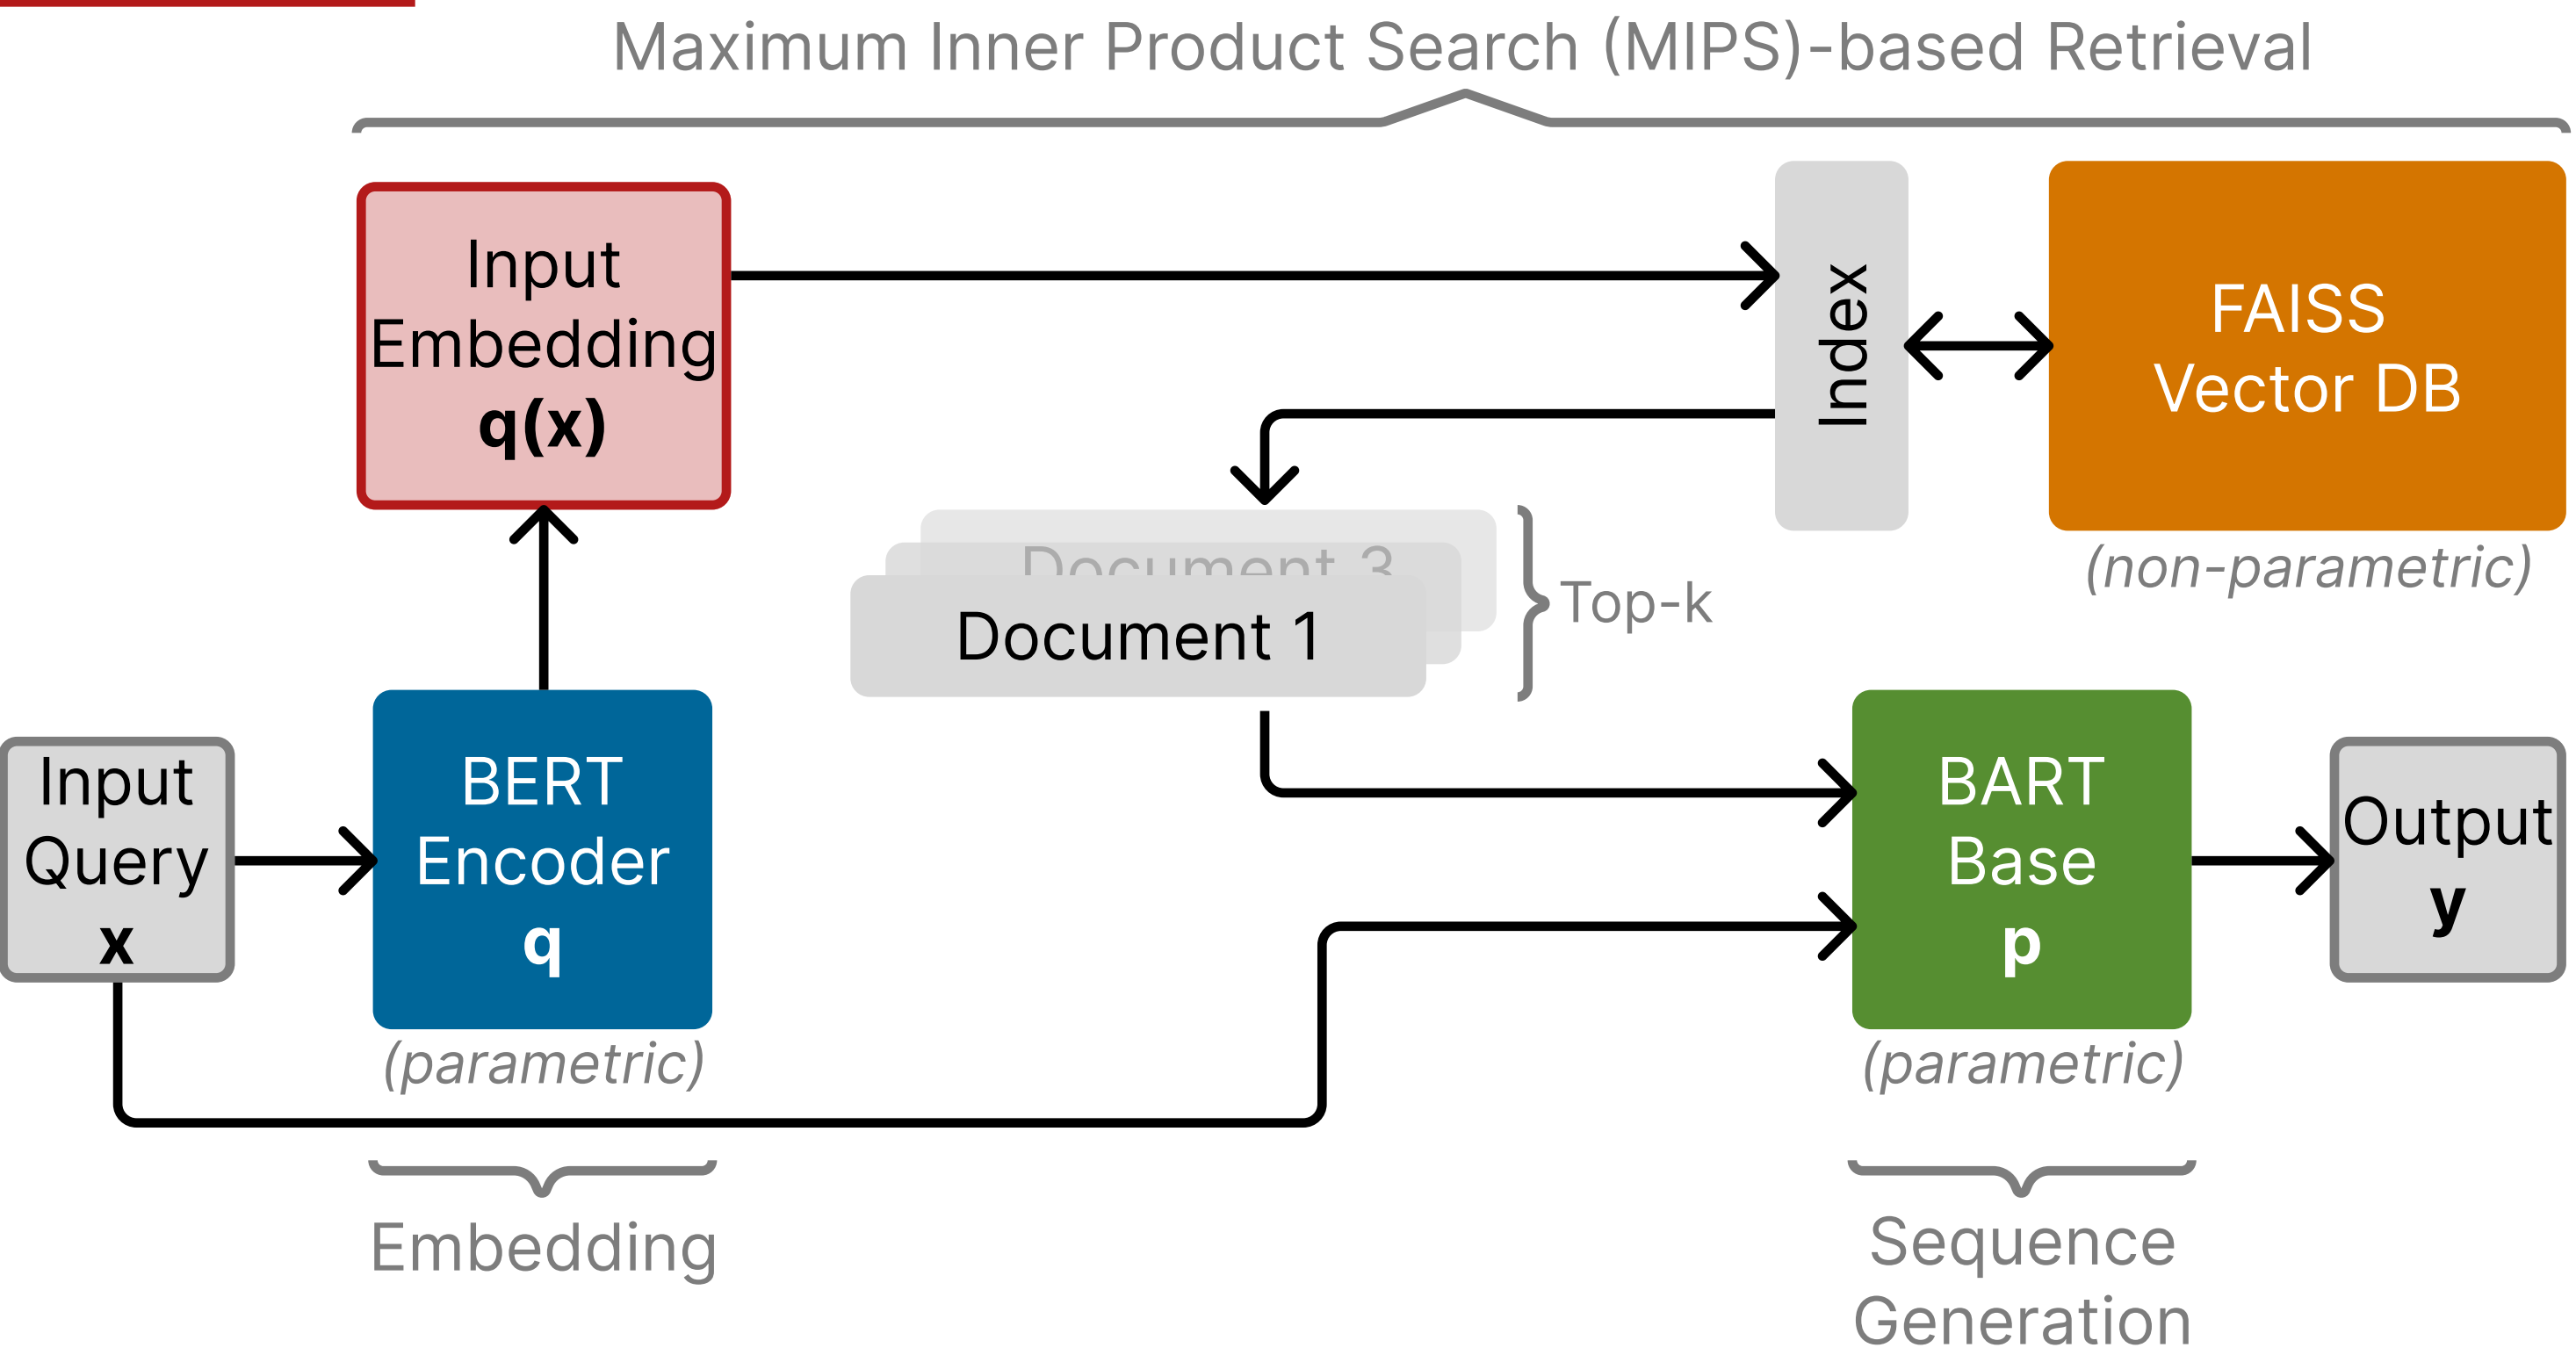 Maximum Inner Product Search (MIPS)-based Retrieval
Input
Embedding
q(x)
Index
FAISS
Vector DB
(non-parametric)
Document 3
Document 1
Top-k
Input
Query
x
BERT
Encoder
q
(parametric)
BART
Base
p
(parametric)
Output
y
Embedding
Sequence
Generation